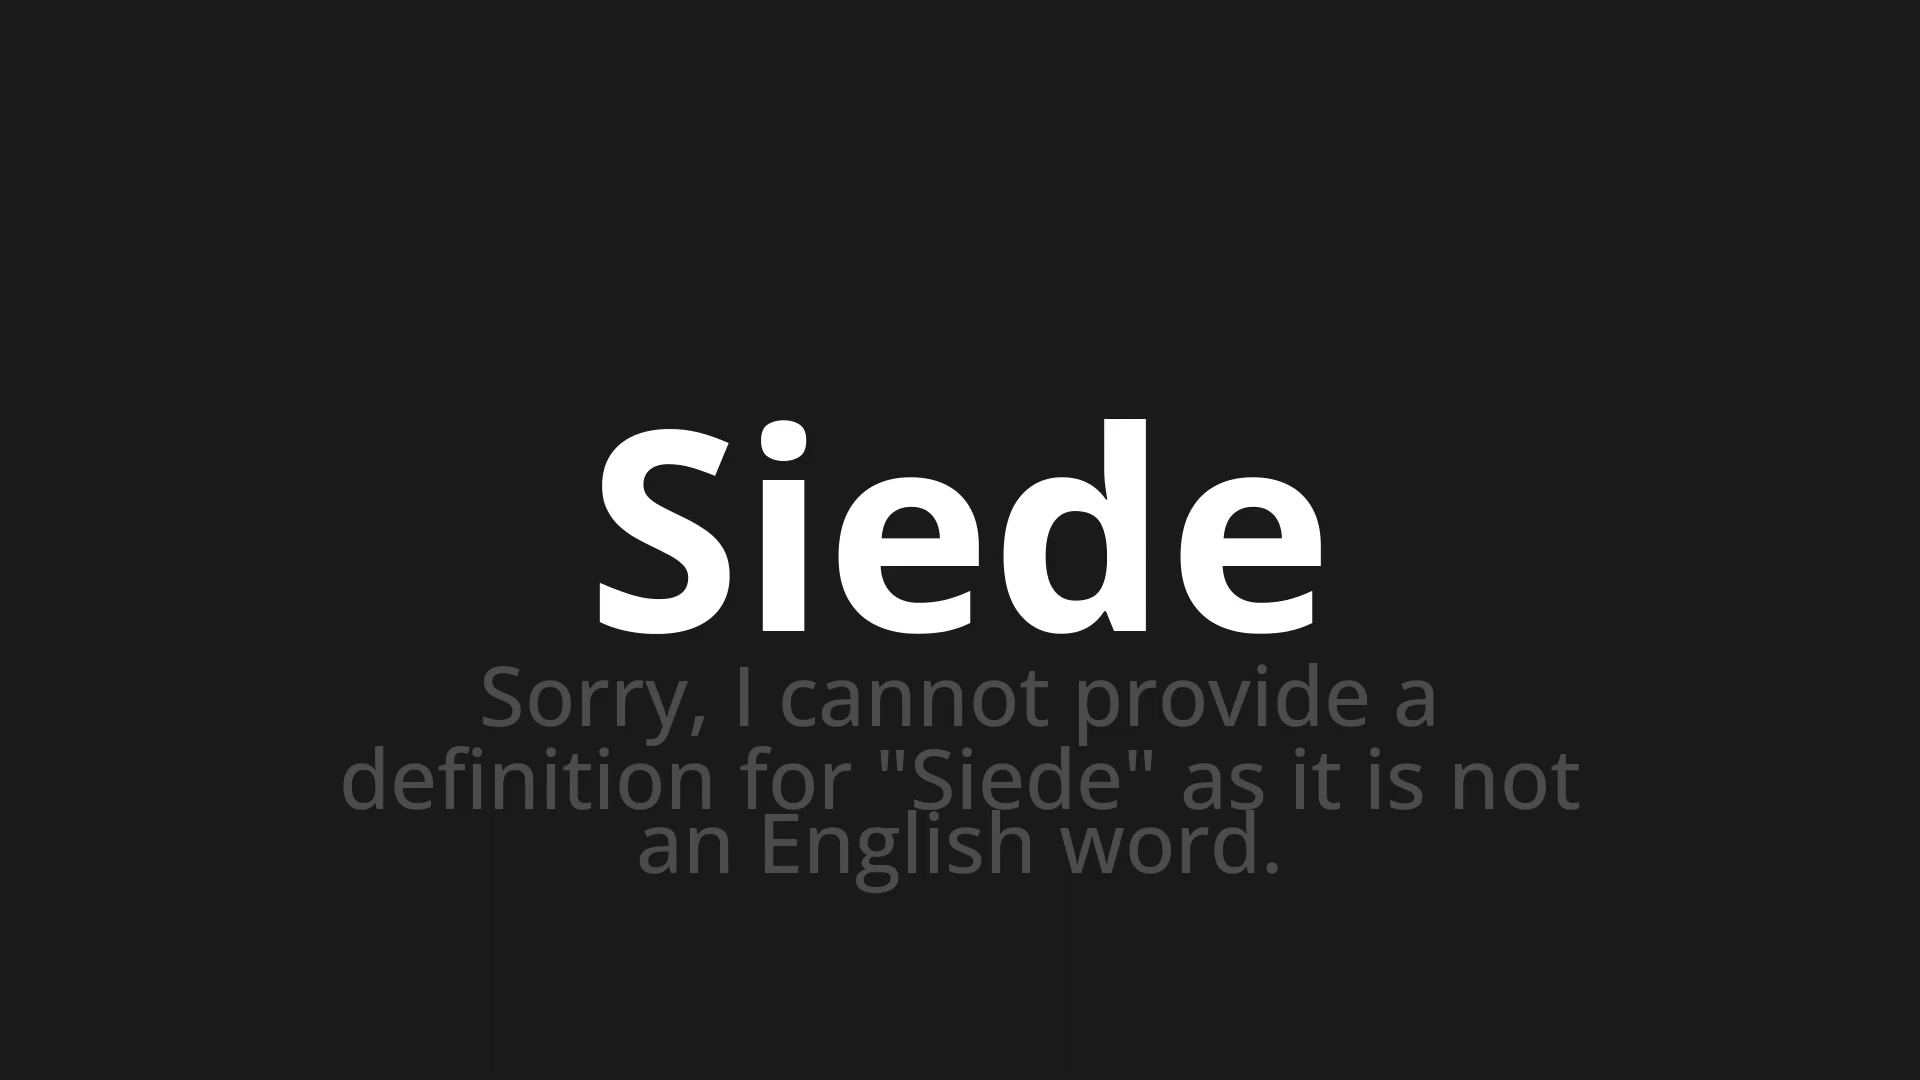 Siede
Sorry, I cannot provide a
definition for "Siede" as it is not
an English word.